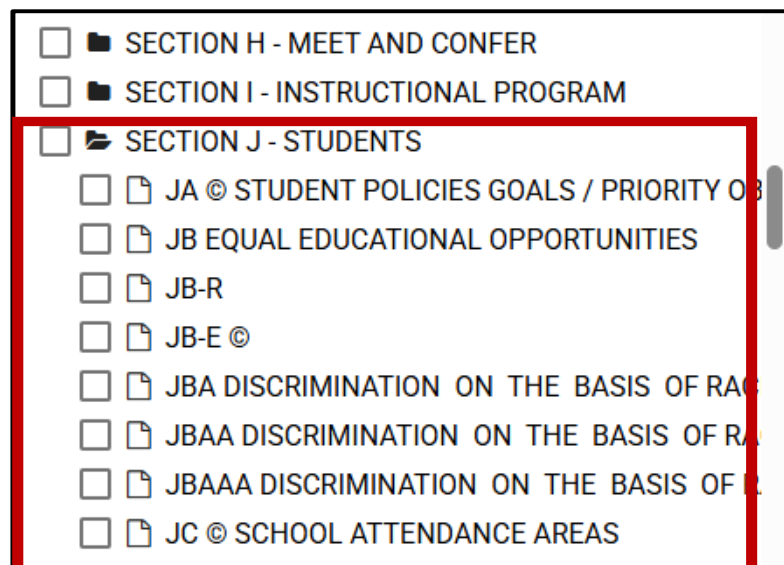 SECTION H - MEET AND CONFER
SECTION I - INSTRUCTIONAL PROGRAM
SECTION J - STUDENTS
JA © STUDENT POLICIES GOALS / PRIORITY
JB EQUAL EDUCATIONAL OPPORTUNITIES
JB-R
JB-E ©
JBA DISCRIMINATION ON THE BASIS OF
JBAA DISCRIMINATION ON THE BASIS OF
JBAAA DISCRIMINATION ON THE BASIS OF
JC © SCHOOL ATTENDANCE AREAS